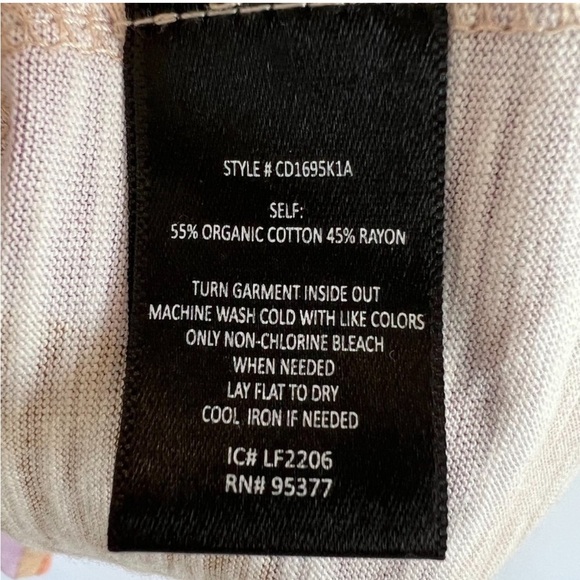 STYLE # CD1695K1A
SELF:
55% ORGANIC COTTON 45% RAYON
TURN GARMENT INSIDE OUT
MACHINE WASH COLD WITH LIKE COLORS
ONLY NON-CHLORINE BLEACH
WHEN NEEDED
LAY FLAT TO DRY
COOL IRON IF NEEDED
IC# LF2206
RN# 95377